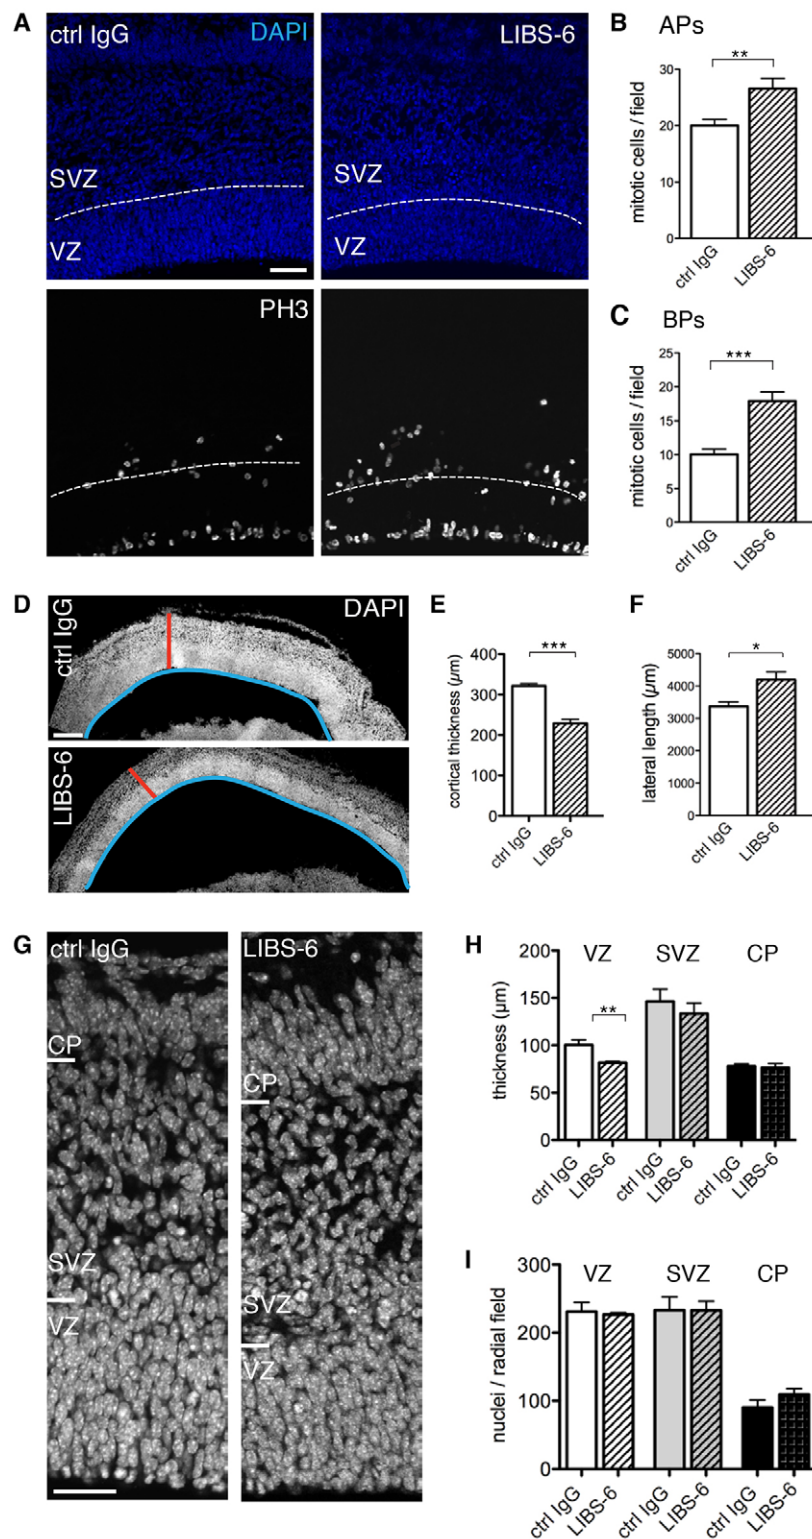 A
ctrl IgG
DAPI
LIBS-6
SVZ
VZ
SVZ
VZ
PH3
B
APs
mitotic cells / field
30
20
10
0
**
ctrl IgG
LIBS-6
C
BPs
mitotic cells / field
25
20
15
10
5
0
***
ctrl IgG
LIBS-6
D
ctrl IgG
DAPI
LIBS-6
E
cortical thickness (µm)
400
300
200
100
0
***
ctrl IgG
LIBS-6
F
lateral length (µm)
5000
4000
3000
2000
1000
0
*
ctrl IgG
LIBS-6
G
ctrl IgG
CP
SVZ
VZ
LIBS-6
CP
SVZ
VZ
H
VZ SVZ CP
thickness (µm)
200
150
100
50
0
**
ctrl IgG
LIBS-6
ctrl IgG
LIBS-6
ctrl IgG
LIBS-6
I
VZ SVZ CP
nuclei / radial field
300
200
100
0
ctrl IgG
LIBS-6
ctrl IgG
LIBS-6
ctrl IgG
LIBS-6